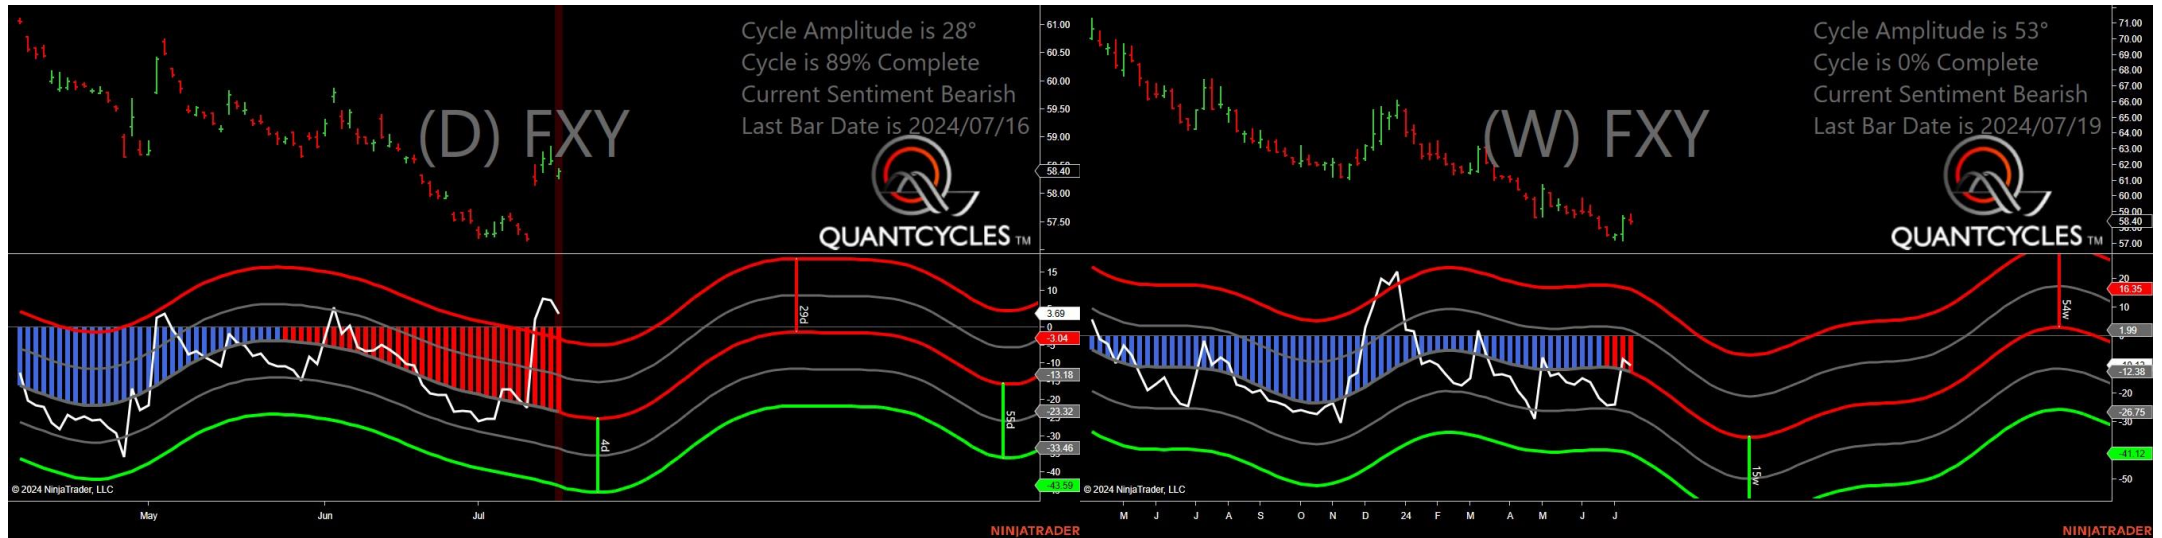 Cycle Amplitude is 28°
Cycle is 89% Complete
Current Sentiment Bearish
Last Bar Date is 2024/07/16
(D) FXY
QUANTCYCLES TM
61.00
60.50
60.00
59.50
59.00
58.40
58.00
57.50
15
10
3.69
0
-3.04
-10
-13.18
-20
-23.32
-30
-33.46
-40
-43.59
29d
4d
55d
© 2024 NinjaTrader, LLC
May
Jun
Jul
NINJATRADER
Cycle Amplitude is 53°
Cycle is 0% Complete
Current Sentiment Bearish
Last Bar Date is 2024/07/19
(W) FXY
QUANTCYCLES TM
71.00
70.00
69.00
68.00
67.00
66.00
65.00
64.00
63.00
62.00
61.00
60.00
59.00
58.40
57.00
20
16.35
10
1.99
-12.38
-20
-26.75
-30
-41.12
-50
54w
15w
© 2024 NinjaTrader, LLC
M J J A S O N D 24 F M A M J J
NINJATRADER